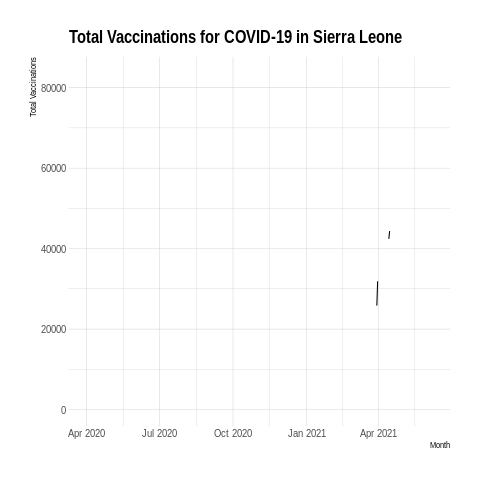 Total Vaccinations for COVID-19 in Sierra Leone
Total Vaccinations
80000
60000
40000
20000
0
Apr 2020 Jul 2020 Oct 2020 Jan 2021 Apr 2021
Month